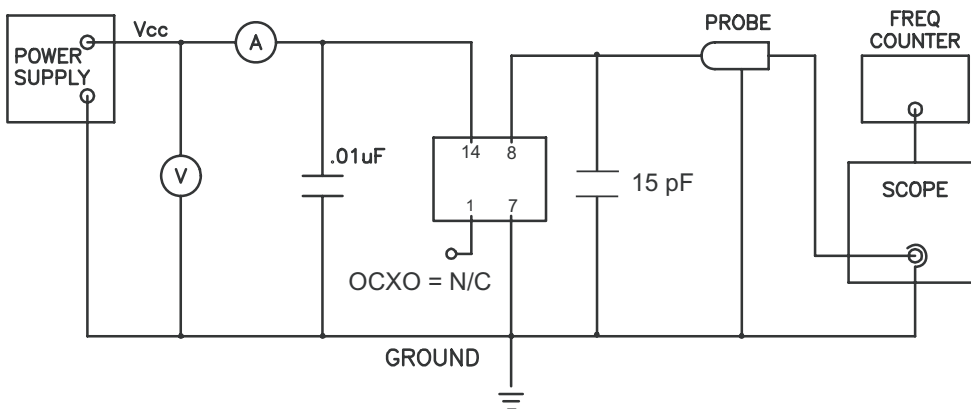 POWER
SUPPLY
Vcc
A
V
.01uF
14 8
1 7
OCXO = N/C
15 pF
PROBE
FREQ
COUNTER
SCOPE
GROUND